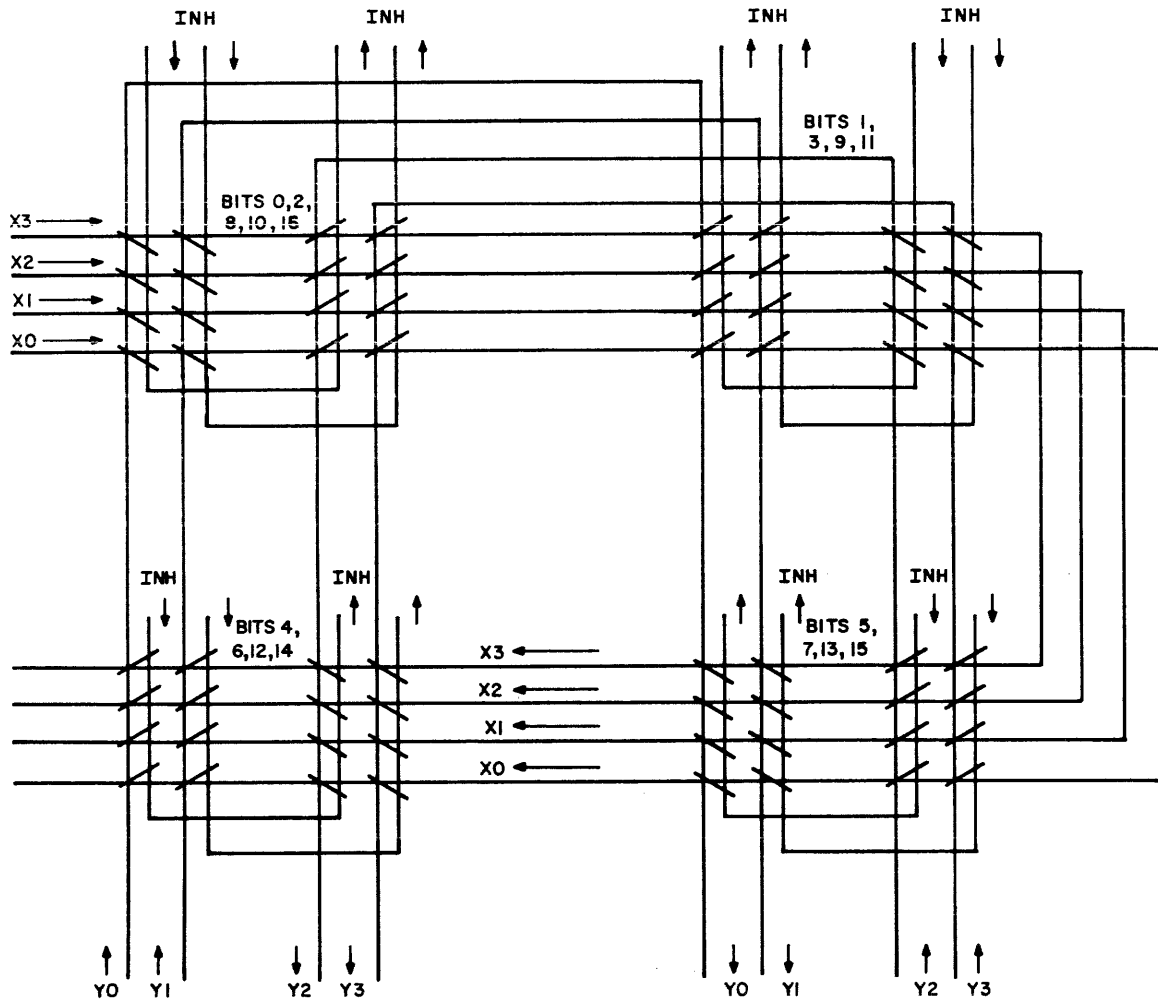 INH INH INH INH
BITS 1,
3, 9, 11
BITS 0, 2,
8, 10, 15
X3
X2
X1
X0
INH INH INH INH
BITS 4,
6, 12, 14
BITS 5,
7, 13, 15
X3
X2
X1
X0
Y0 Y1 Y2 Y3 Y0 Y1 Y2 Y3